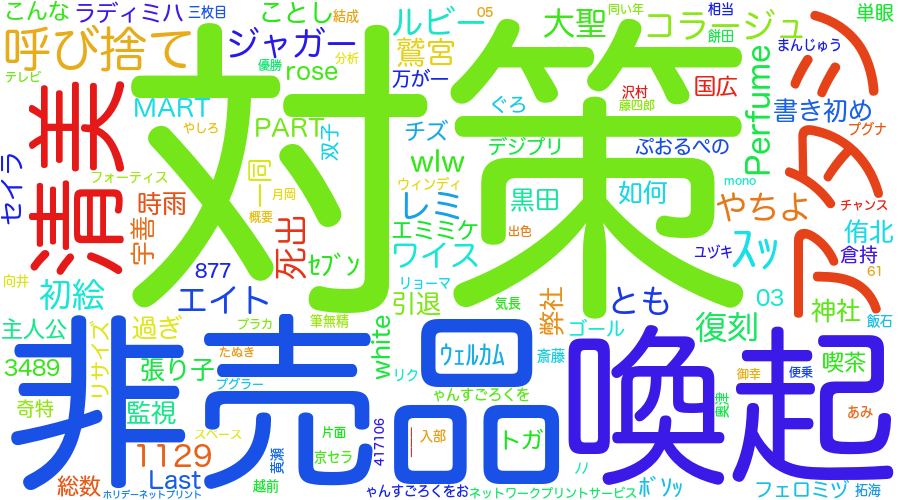 こんな
ラディミハ
三枚目
ことし
結成
05
同い年
相当
単眼
呼び捨て
ジャガー
優勝
分析
ルビー
大聖
コラージュ
餅田
まんじゅう
アタシ
テレビ
rose
万が一
鷲宮
対策
沢村
国広
藤四郎
Perfume
書き初め
MART
PART
双子
チズ
ぐろ
デジプリ
ぷおるぺの
プグナ
やしろ
清美
セイラ
フォーティス
一同
月岡
概要
wlw
ウィンディ
レミ
黒田
如何
mono
チャンス
やちよ
時雨
宇善
死出
エミミケ
出色
ワイス
スッ
ユヅキ
侑北
倉持
向井
初絵
877
セブン
エイト
引退
気長
弊社
とも
03
61
神社
飯石
主人公
過ぎ
プラカ
筆無精
white
ゴール
復刻
3489
リサイズ
張り子
たぬき
プグラー
リク
ウェルカム
斎藤
非売品
喚起
御幸
便乗
喫茶
奇特
監視
ゃんすごろくを
奥津
あみ
1129
スペース
片面
京セラ
黄瀬
417106
入部
トガ
総数
Last
越前
ホリデーネットプリント
ゃんすごろくをお
ネットワークプリントサービス
ボソッ
フェロミヅ
拓海